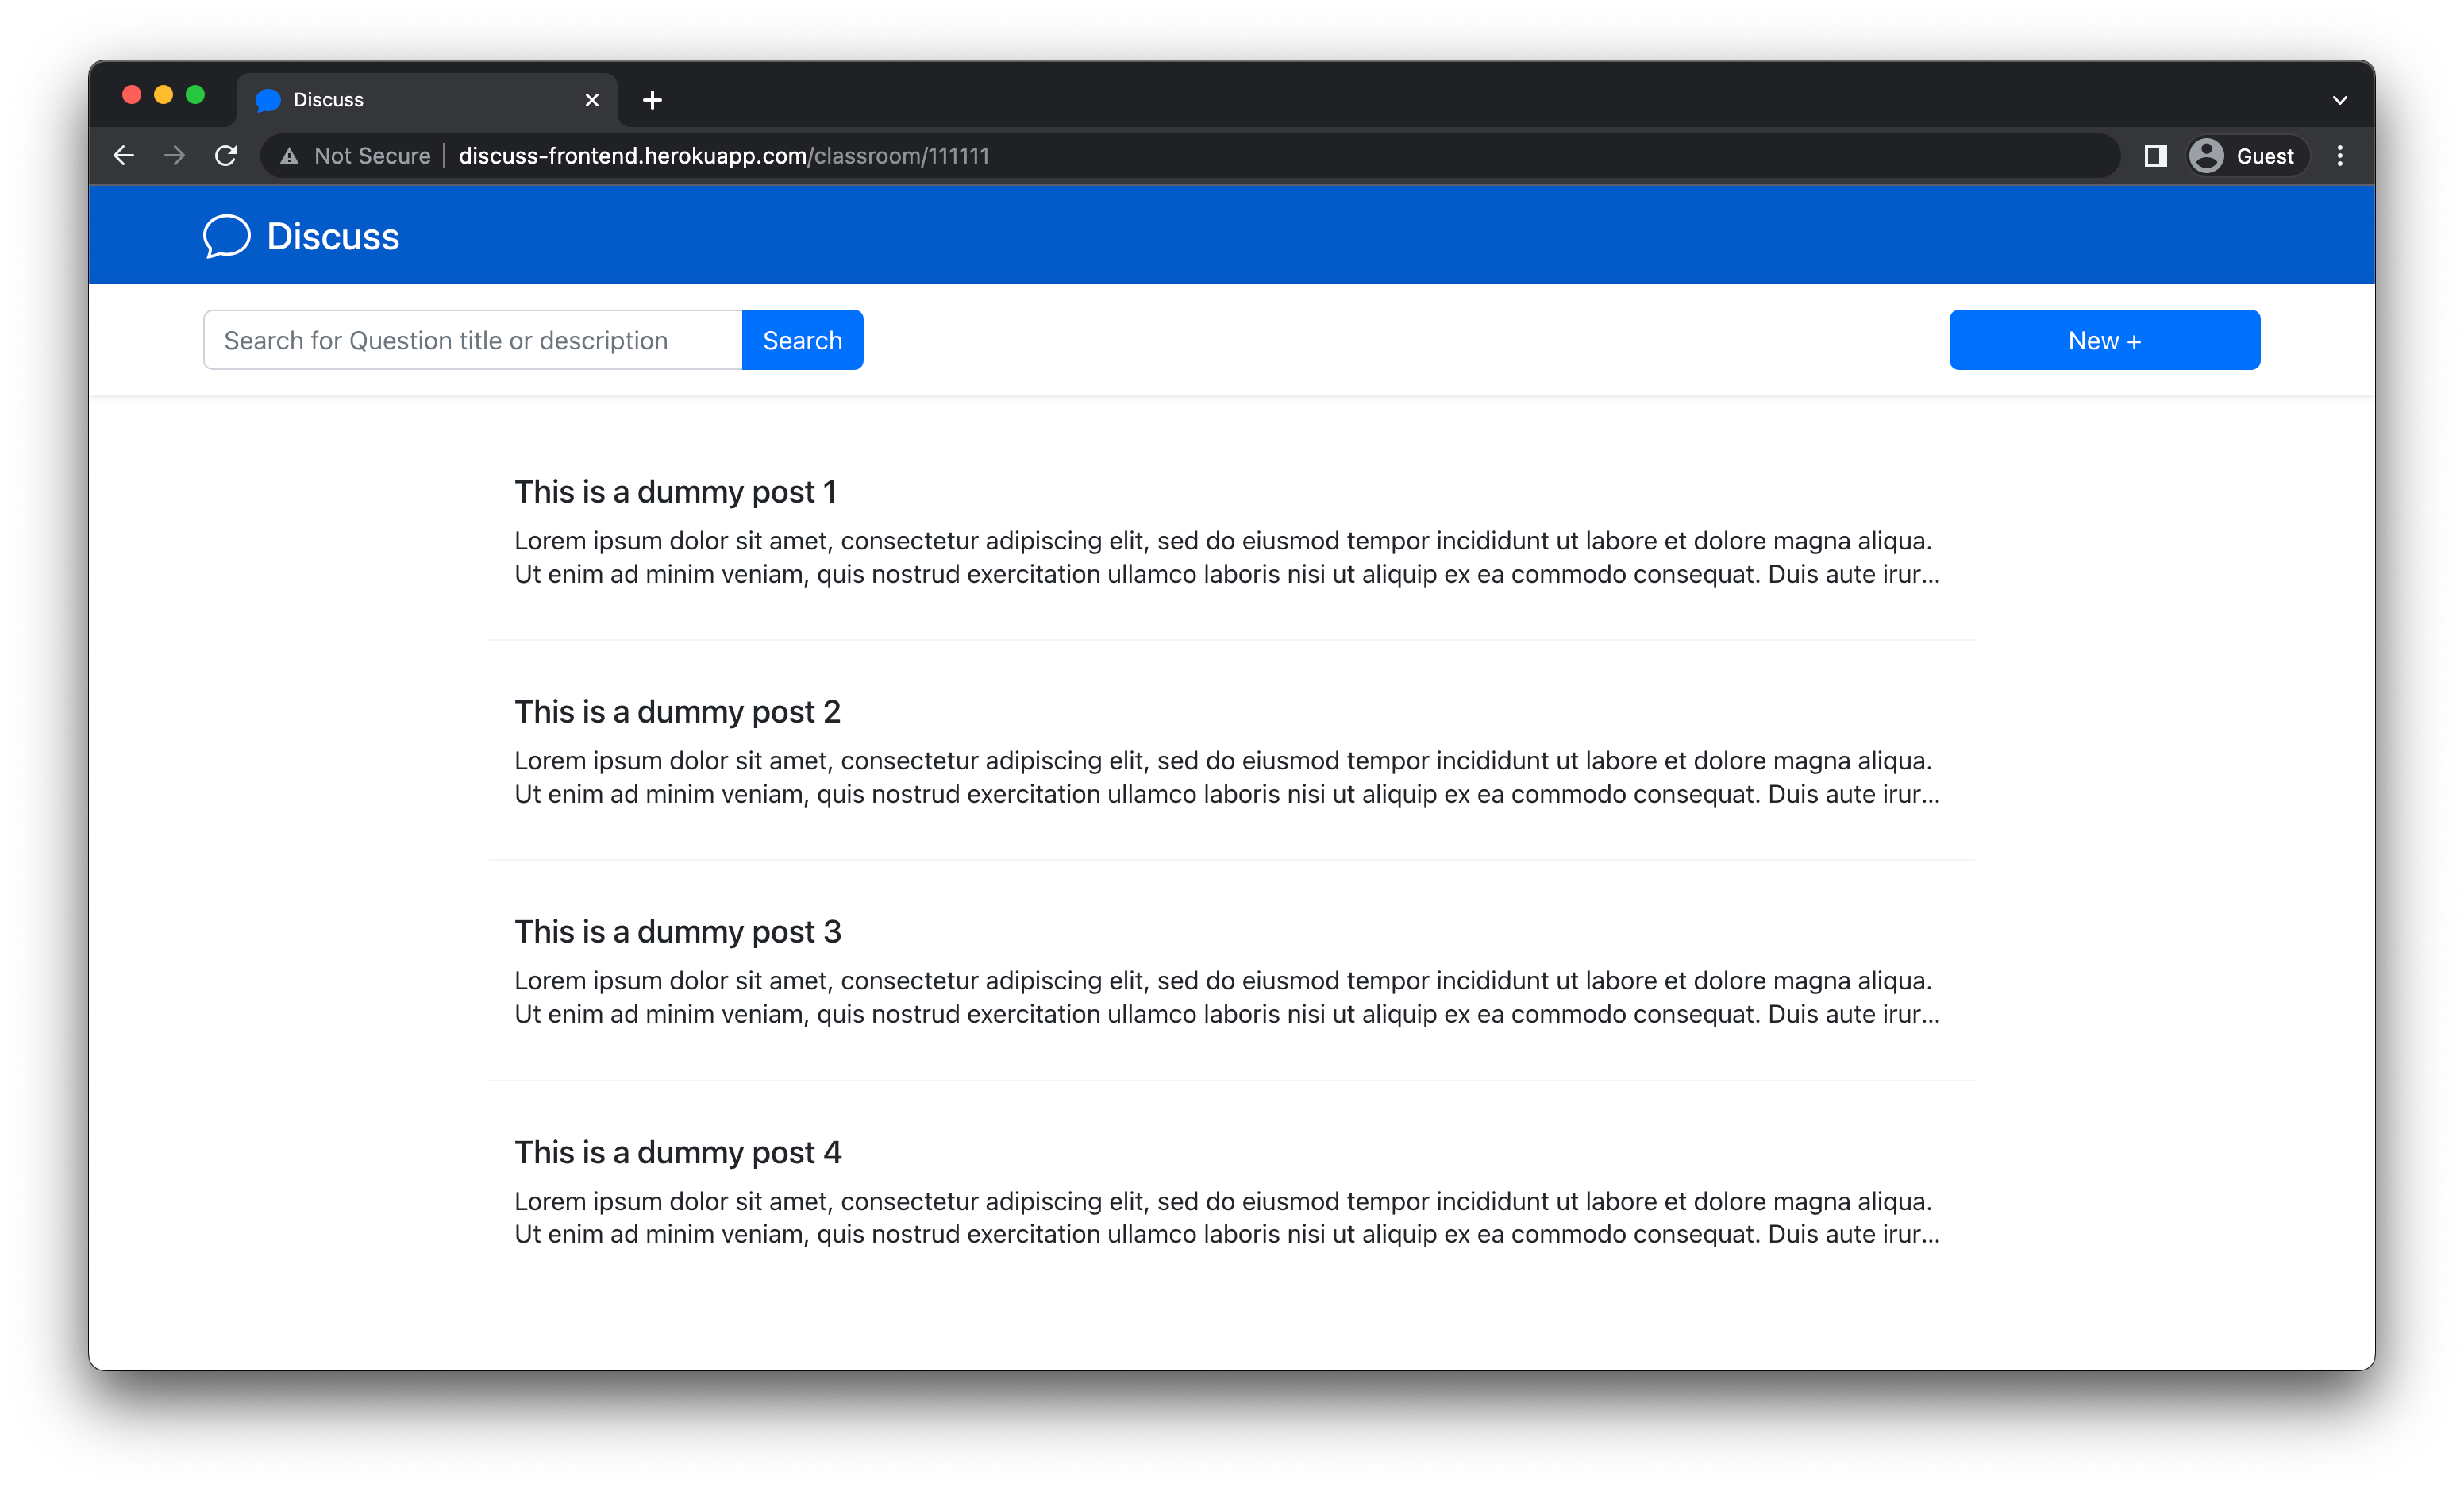 Discuss
Not Secure discuss-frontend.herokuapp.com/classroom/111111 Guest
Discuss
Search for Question title or description Search New +
This is a dummy post 1
Lorem ipsum dolor sit amet, consectetur adipiscing elit, sed do eiusmod tempor incididunt ut labore et dolore magna aliqua.
Ut enim ad minim veniam, quis nostrud exercitation ullamco laboris nisi ut aliquip ex ea commodo consequat. Duis aute irur...
This is a dummy post 2
Lorem ipsum dolor sit amet, consectetur adipiscing elit, sed do eiusmod tempor incididunt ut labore et dolore magna aliqua.
Ut enim ad minim veniam, quis nostrud exercitation ullamco laboris nisi ut aliquip ex ea commodo consequat. Duis aute irur...
This is a dummy post 3
Lorem ipsum dolor sit amet, consectetur adipiscing elit, sed do eiusmod tempor incididunt ut labore et dolore magna aliqua.
Ut enim ad minim veniam, quis nostrud exercitation ullamco laboris nisi ut aliquip ex ea commodo consequat. Duis aute irur...
This is a dummy post 4
Lorem ipsum dolor sit amet, consectetur adipiscing elit, sed do eiusmod tempor incididunt ut labore et dolore magna aliqua.
Ut enim ad minim veniam, quis nostrud exercitation ullamco laboris nisi ut aliquip ex ea commodo consequat. Duis aute irur...